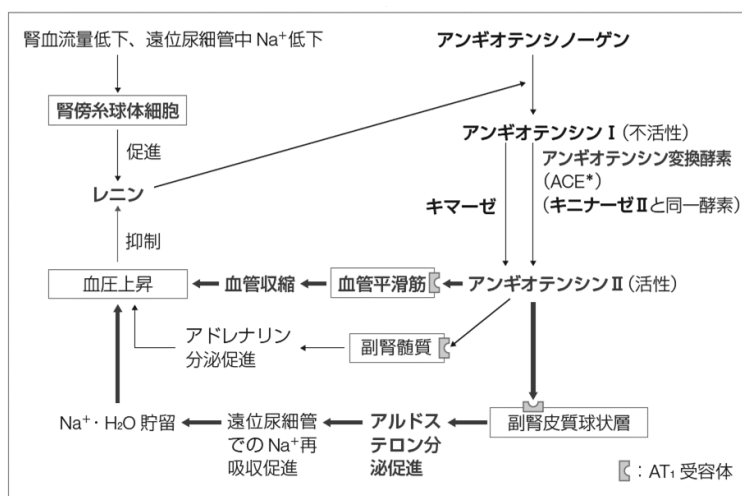 腎血流量低下、遠位尿細管中 Na⁺低下
アンギオテンシノーゲン
腎傍糸球体細胞
アンギオテンシンⅠ(不活性)
促進
アンギオテンシン変換酵素
(ACE*)
(キニナーゼⅡと同一酵素)
レニン
キマーゼ
抑制
血圧上昇
血管収縮
血管平滑筋
アンギオテンシンⅡ(活性)
アドレナリン
分泌促進
副腎髄質
Na⁺・H₂O 貯留
遠位尿細管
での Na⁺再
吸収促進
アルドス
テロン分
泌促進
副腎皮質球状層
:AT₁ 受容体